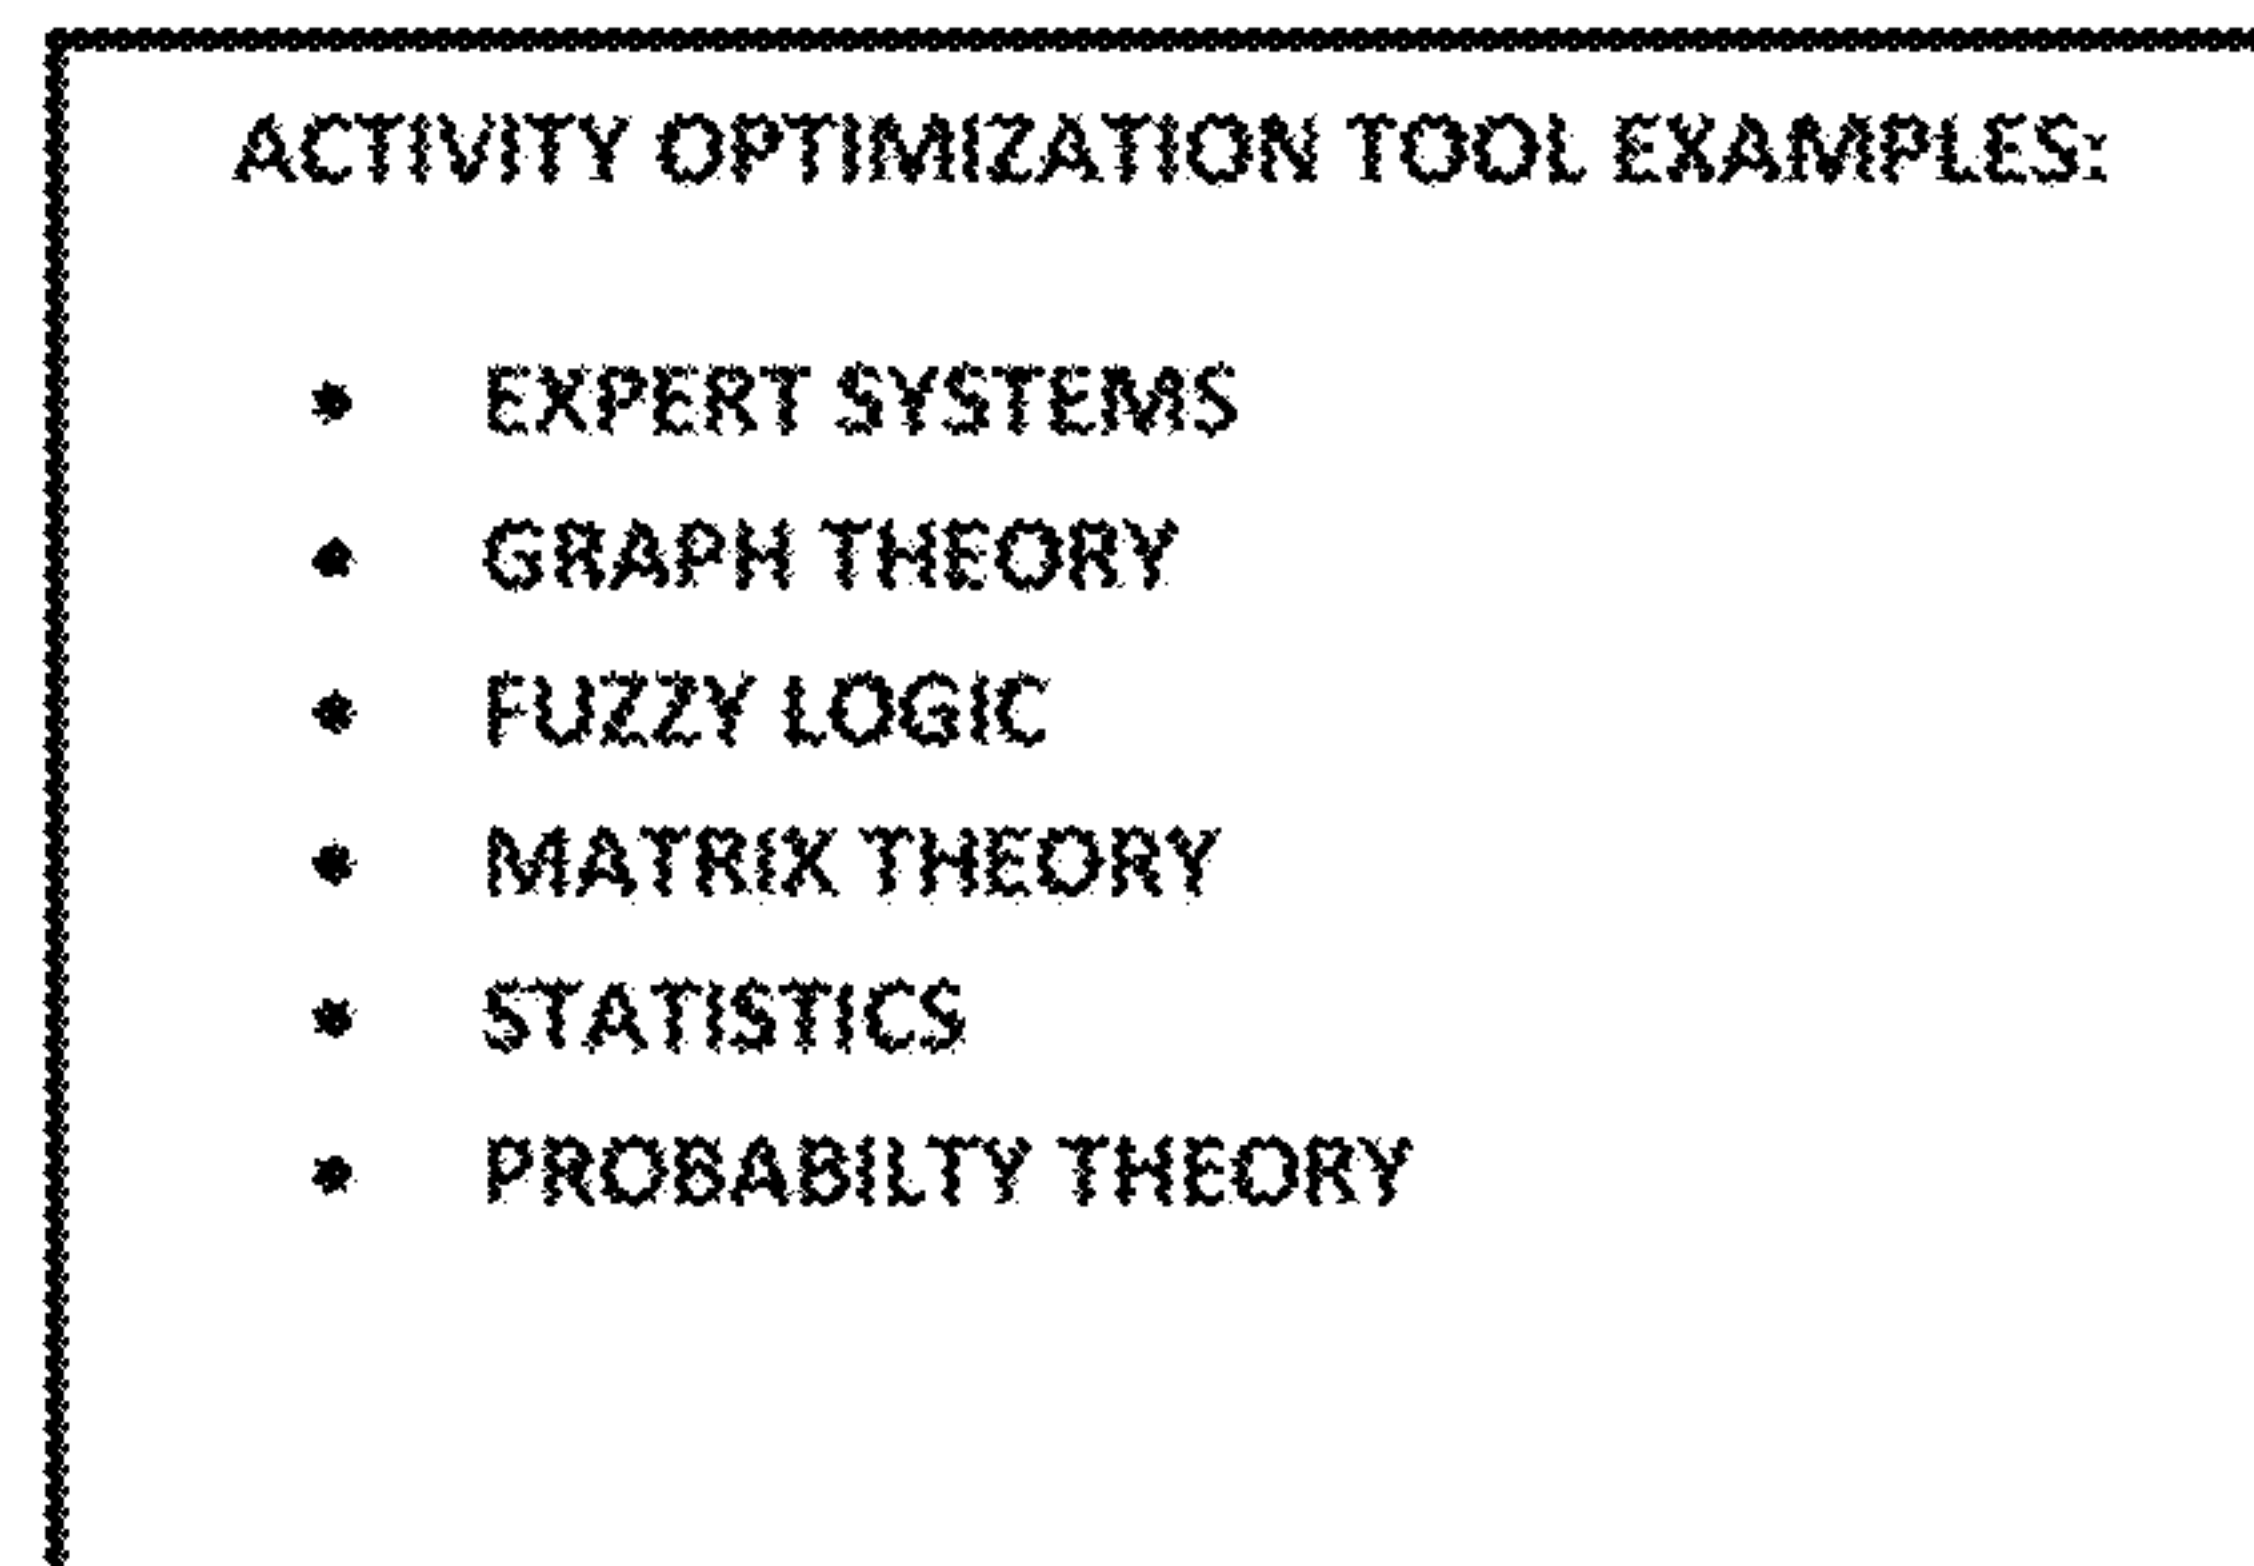 ACTIVITY OPTIMIZATION TOOL EXAMPLES:
• EXPERT SYSTEMS
• GRAPH THEORY
• FUZZY LOGIC
• MATRIX THEORY
• STATISTICS
• PROBABILTY THEORY